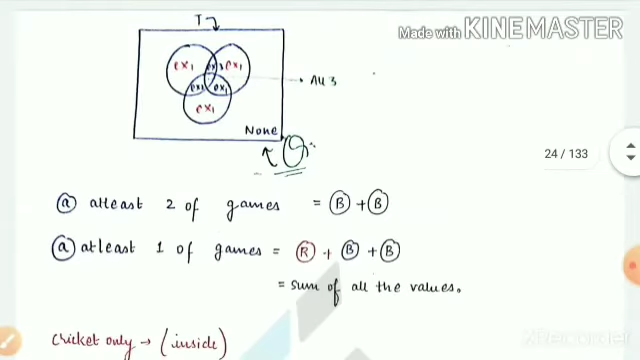 T
Made with KINEMASTER
ex1 ex1
ex1 ex1
ex1
All 3
None
24 / 133
ⓐ atleast 2 of games = Ⓑ + Ⓑ
ⓐ atleast 1 of games = Ⓡ + Ⓑ + Ⓑ
= sum of all the values.
Cricket only → (inside)
XRecorder